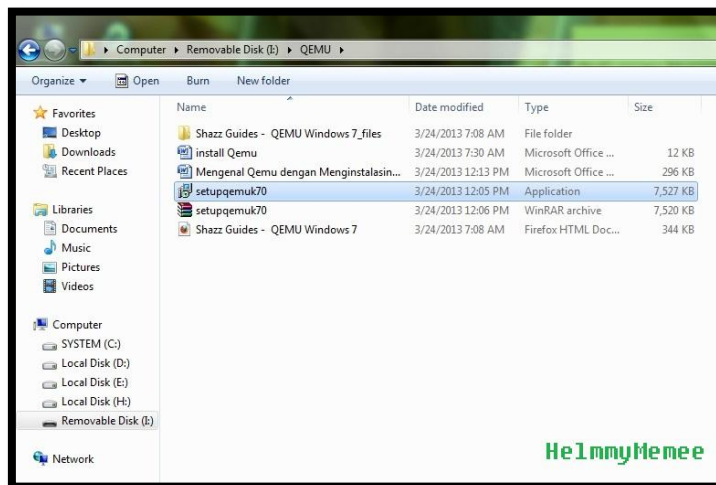 Computer Removable Disk (I:) QEMU
Organize Open Burn New folder
Favorites
Desktop
Downloads
Recent Places
Libraries
Documents
Music
Pictures
Videos
Computer
SYSTEM (C:)
Local Disk (D:)
Local Disk (E:)
Local Disk (H:)
Removable Disk (I:)
Network
Name Date modified Type Size
Shazz Guides - QEMU Windows 7_files 3/24/2013 7:08 AM File folder
install Qemu 3/24/2013 7:30 AM Microsoft Office ... 12 KB
Mengenal Qemu dengan Menginstalasin... 3/24/2013 12:13 PM Microsoft Office ... 296 KB
setupqemuk70 3/24/2013 12:05 PM Application 7,527 KB
setupqemuk70 3/24/2013 12:06 PM WinRAR archive 7,520 KB
Shazz Guides - QEMU Windows 7 3/24/2013 7:08 AM Firefox HTML Doc... 344 KB
HelmmyMemee